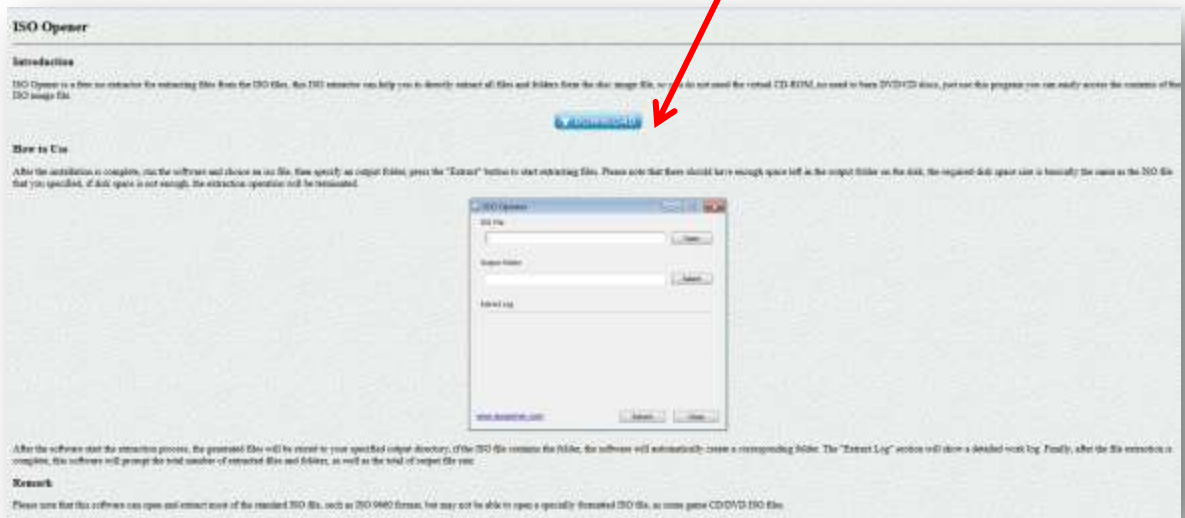 ISO Opener
Introduction
ISO Opener is a free iso extractor for extracting files from the ISO files, this ISO extractor can help you to directly extract all files and folders form the disc image file, so you do not need the virtual CD-ROM, no need to burn DVD/CD discs, just use this program you can easily access the contents of the
ISO image file.
DOWNLOAD
How to Use
After the installation is complete, run the software and choice an iso file, then specify an output folder, press the "Extract" button to start extracting files. Please note that there should have enough space left in the output folder on the disk, the required disk space size is basically the same as the ISO file
that you specified, if disk space is not enough, the extraction operation will be terminated.
ISO Opener
ISO File
Open
Output Folder
Select
Extract Log
www.isoopener.com
Extract
Close
After the software start the extraction process, the generated files will be stored to your specified output directory, if the ISO file contains the folder, the software will automatically create a corresponding folder. The "Extract Log" section will show a detailed work log. Finally, after the file extraction is
complete, this software will prompt the total number of extracted files and folders, as well as the total of output file size.
Remark
Please note that this software can open and extract most of the standard ISO file, such as ISO 9660 format, but may not be able to open a specially formatted ISO file, as some game CD/DVD ISO files.